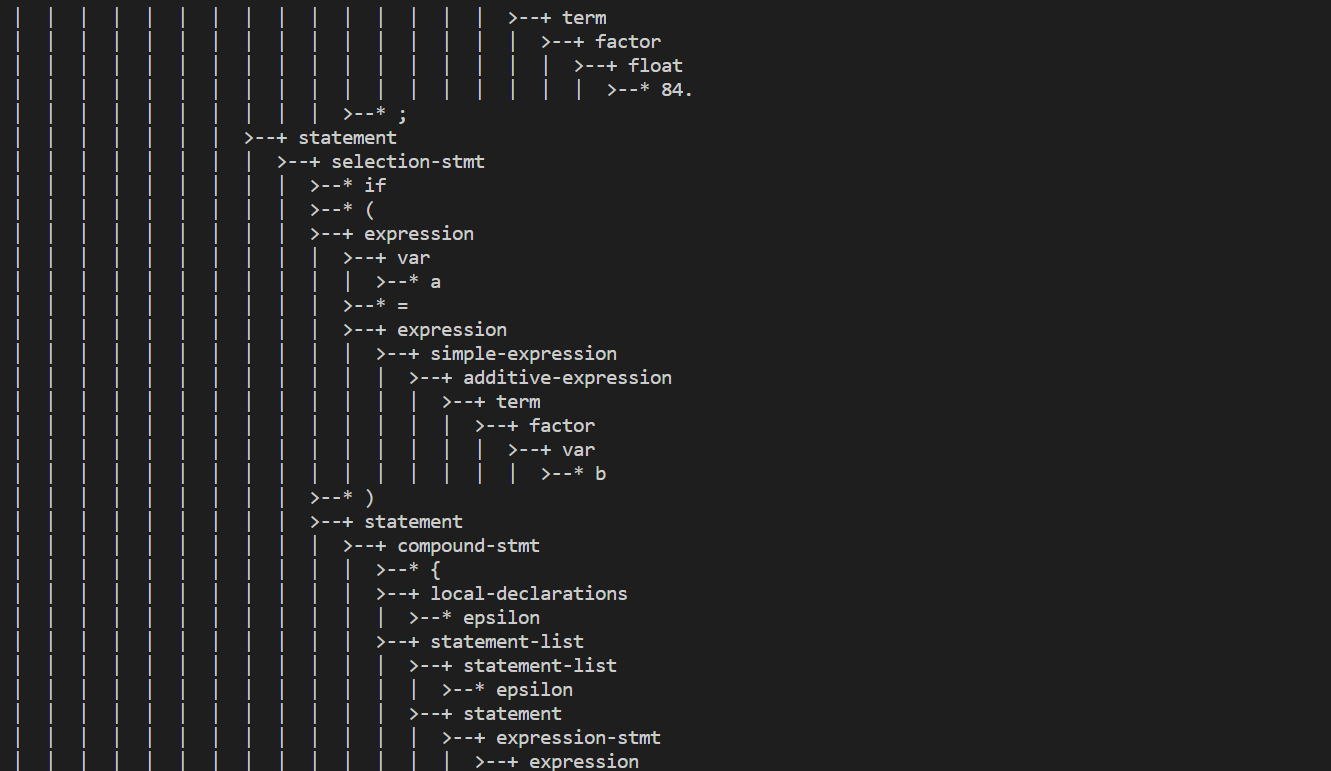 |  |  |  |  |  |  |  |  |  |  |  |  |  |  |  >--+ term
|  |  |  |  |  |  |  |  |  |  |  |  |  |  |  |  >--+ factor
|  |  |  |  |  |  |  |  |  |  |  |  |  |  |  |  |  >--+ float
|  |  |  |  |  |  |  |  |  |  |  |  |  |  |  |  |  |  >--* 84.
|  |  |  |  |  |  |  |  |  |  >--* ;
|  |  |  |  |  |  |  >--+ statement
|  |  |  |  |  |  |  |  >--+ selection-stmt
|  |  |  |  |  |  |  |  |  >--* if
|  |  |  |  |  |  |  |  |  >--* (
|  |  |  |  |  |  |  |  |  >--+ expression
|  |  |  |  |  |  |  |  |  |  >--+ var
|  |  |  |  |  |  |  |  |  |  |  >--* a
|  |  |  |  |  |  |  |  |  |  >--* =
|  |  |  |  |  |  |  |  |  |  >--+ expression
|  |  |  |  |  |  |  |  |  |  |  >--+ simple-expression
|  |  |  |  |  |  |  |  |  |  |  |  >--+ additive-expression
|  |  |  |  |  |  |  |  |  |  |  |  |  >--+ term
|  |  |  |  |  |  |  |  |  |  |  |  |  |  >--+ factor
|  |  |  |  |  |  |  |  |  |  |  |  |  |  |  >--+ var
|  |  |  |  |  |  |  |  |  |  |  |  |  |  |  |  >--* b
|  |  |  |  |  |  |  |  |  >--* )
|  |  |  |  |  |  |  |  |  >--+ statement
|  |  |  |  |  |  |  |  |  |  >--+ compound-stmt
|  |  |  |  |  |  |  |  |  |  |  >--* {
|  |  |  |  |  |  |  |  |  |  |  >--+ local-declarations
|  |  |  |  |  |  |  |  |  |  |  |  >--* epsilon
|  |  |  |  |  |  |  |  |  |  |  >--+ statement-list
|  |  |  |  |  |  |  |  |  |  |  |  >--+ statement-list
|  |  |  |  |  |  |  |  |  |  |  |  |  >--* epsilon
|  |  |  |  |  |  |  |  |  |  |  |  >--+ statement
|  |  |  |  |  |  |  |  |  |  |  |  |  >--+ expression-stmt
|  |  |  |  |  |  |  |  |  |  |  |  |  |  >--+ expression